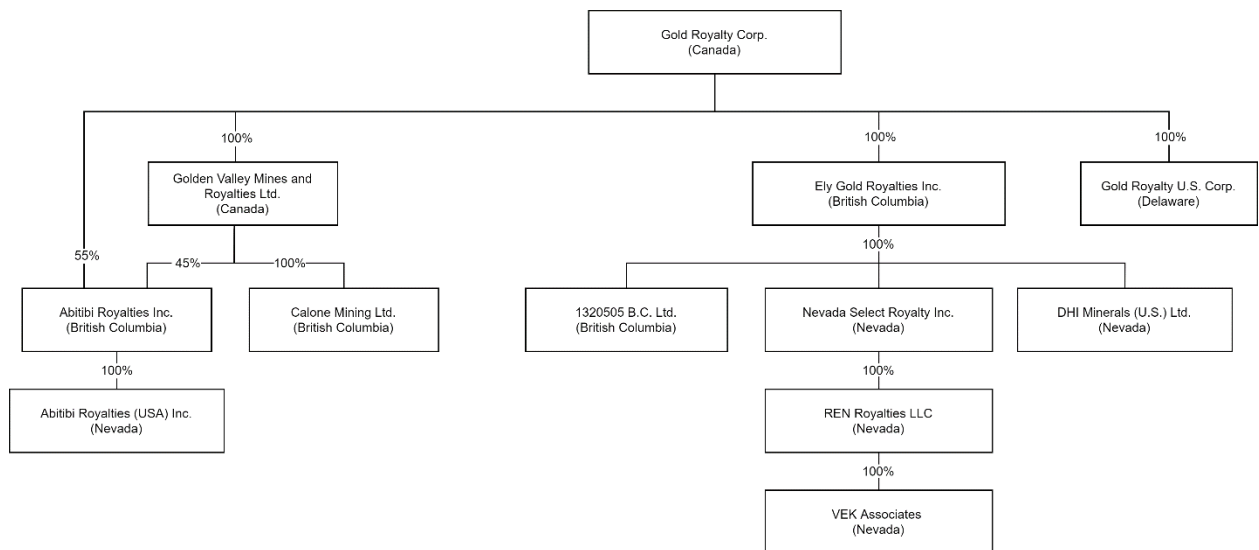 Gold Royalty Corp.
(Canada)
100%
100%
100%
Golden Valley Mines and
Royalties Ltd.
(Canada)
Ely Gold Royalties Inc.
(British Columbia)
Gold Royalty U.S. Corp.
(Delaware)
100%
55%
45%
100%
Abitibi Royalties Inc.
(British Columbia)
Calone Mining Ltd.
(British Columbia)
1320505 B.C. Ltd.
(British Columbia)
Nevada Select Royalty Inc.
(Nevada)
DHI Minerals (U.S.) Ltd.
(Nevada)
100%
100%
Abitibi Royalties (USA) Inc.
(Nevada)
REN Royalties LLC
(Nevada)
100%
VEK Associates
(Nevada)